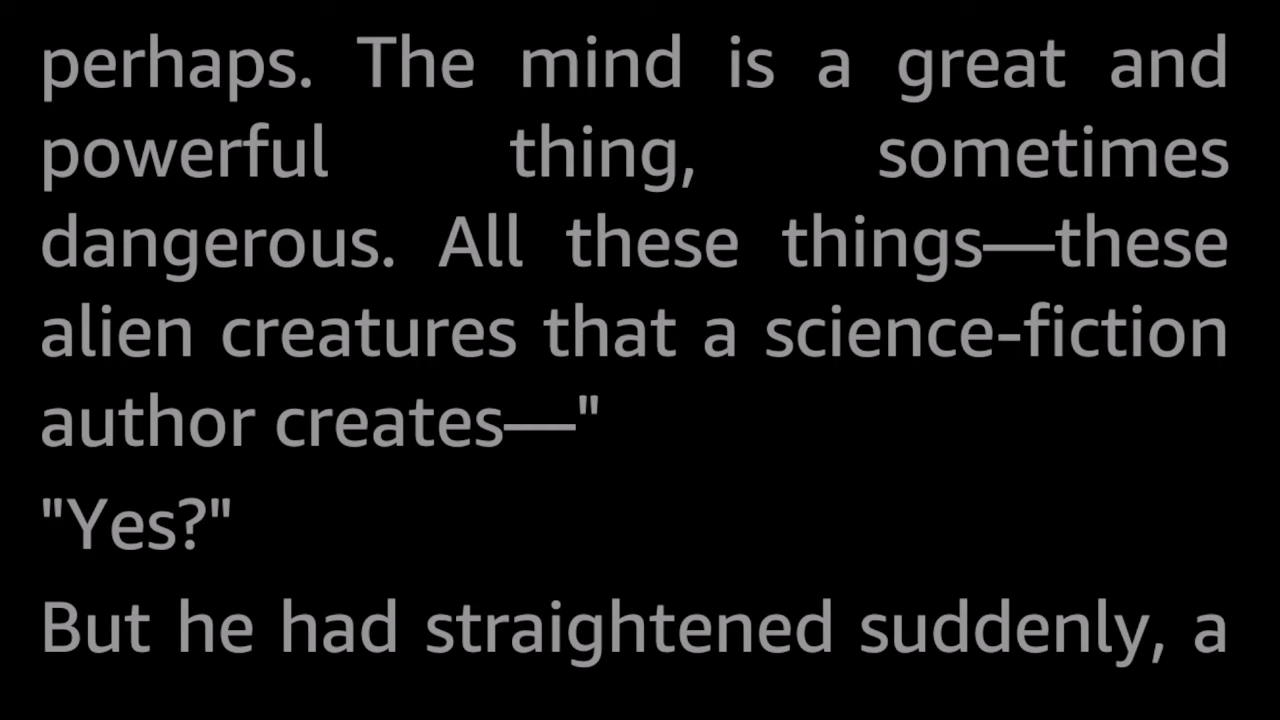 perhaps. The mind is a great and
powerful thing, sometimes
dangerous. All these things—these
alien creatures that a science-fiction
author creates—"
"Yes?"
But he had straightened suddenly, a